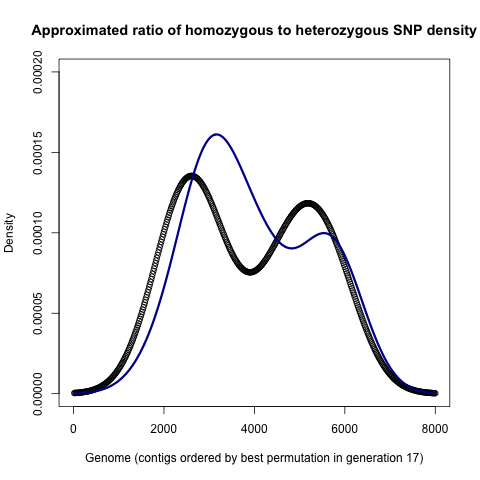 Approximated ratio of homozygous to heterozygous SNP density
0.00020
0.00015
0.00010
0.00005
0.00000
Density
0 2000 4000 6000 8000
Genome (contigs ordered by best permutation in generation 17)